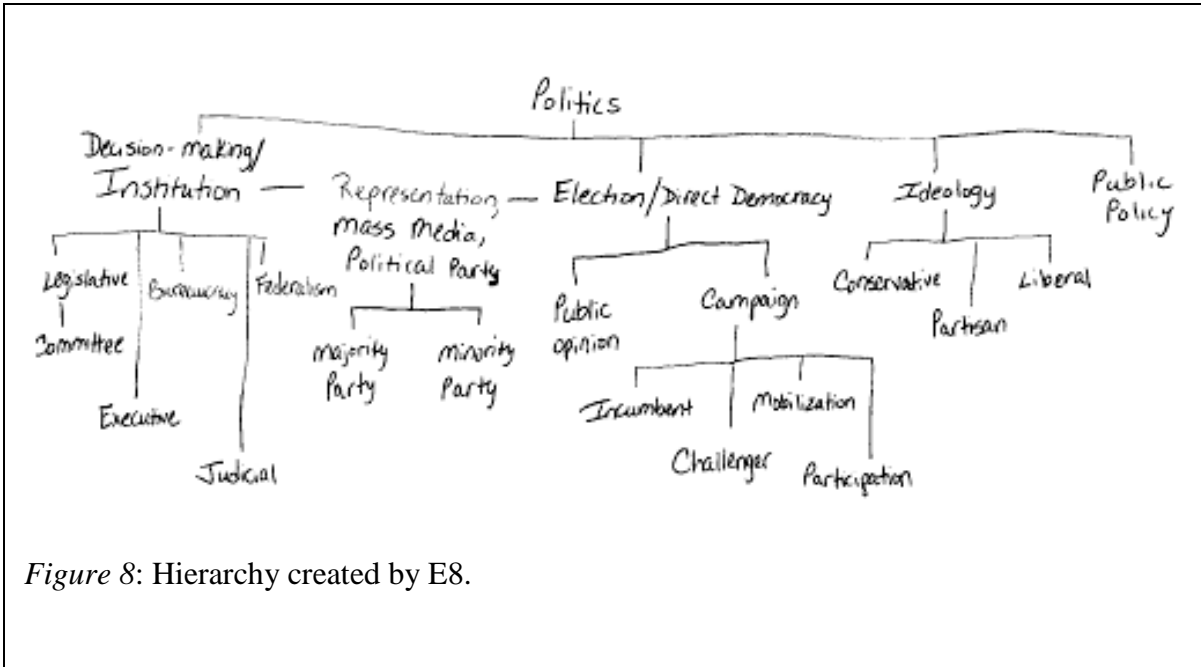 Politics
Decision-making/
Institution
Representation,
mass media,
Political Party
Election/Direct Democracy
Ideology
Public
Policy
Legislative
Bureaucracy
Federalism
Committee
Executive
Judicial
Majority
Party
minority
Party
Public
opinion
Campaign
Incumbent
Challenger
Mobilization
Participation
Conservative
Partisan
Liberal
Figure 8: Hierarchy created by E8.